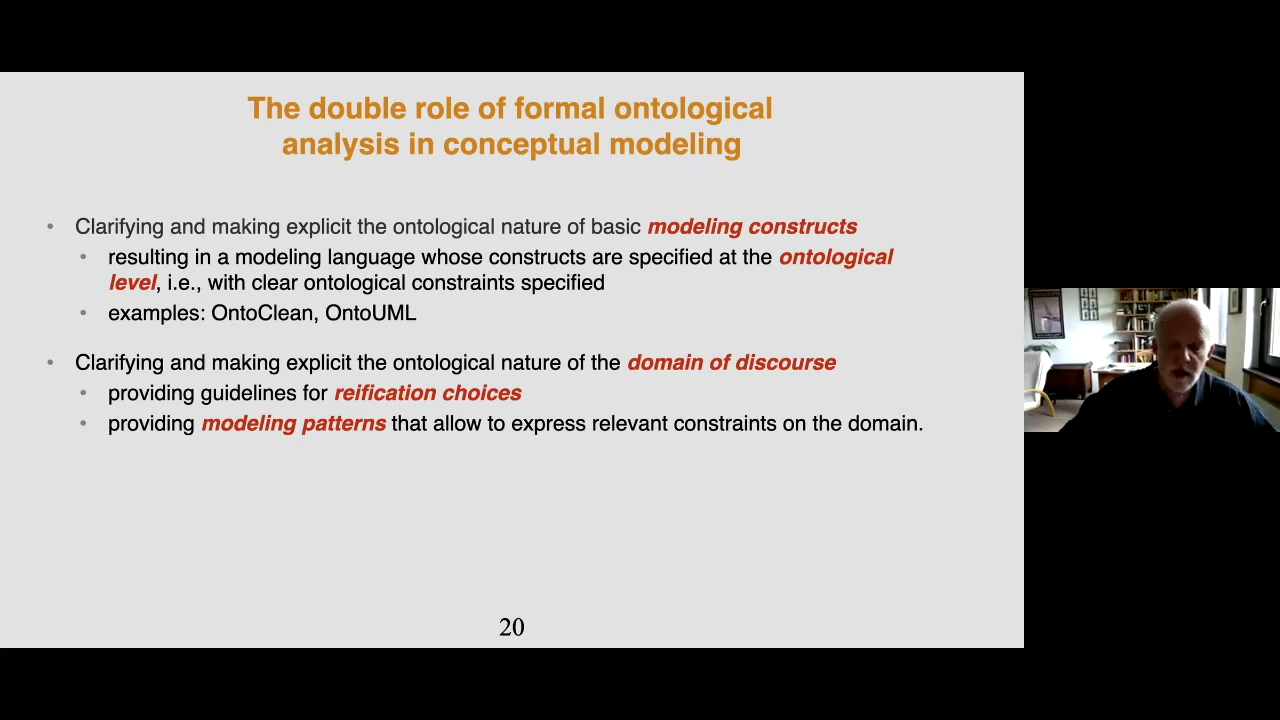 The double role of formal ontological
analysis in conceptual modeling
• Clarifying and making explicit the ontological nature of basic modeling constructs
• resulting in a modeling language whose constructs are specified at the ontological
level, i.e., with clear ontological constraints specified
• examples: OntoClean, OntoUML
• Clarifying and making explicit the ontological nature of the domain of discourse
• providing guidelines for reification choices
• providing modeling patterns that allow to express relevant constraints on the domain.
20